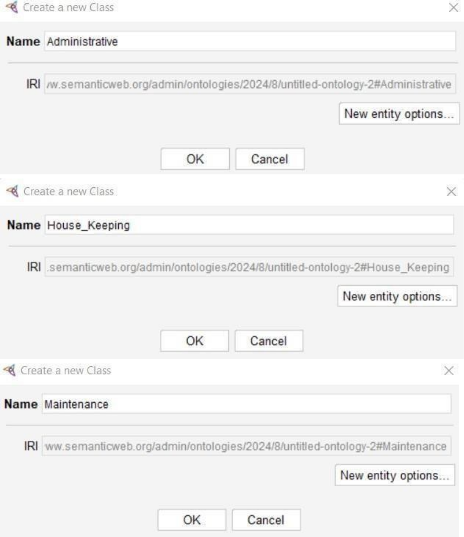 Create a new Class
Name Administrative
IRI w.semanticweb.org/admin/ontologies/2024/8/untitled-ontology-2#Administrative
New entity options...
OK Cancel
Create a new Class
Name House_Keeping
IRI .semanticweb.org/admin/ontologies/2024/8/untitled-ontology-2#House_Keeping
New entity options...
OK Cancel
Create a new Class
Name Maintenance
IRI ww.semanticweb.org/admin/ontologies/2024/8/untitled-ontology-2#Maintenance
New entity options...
OK Cancel